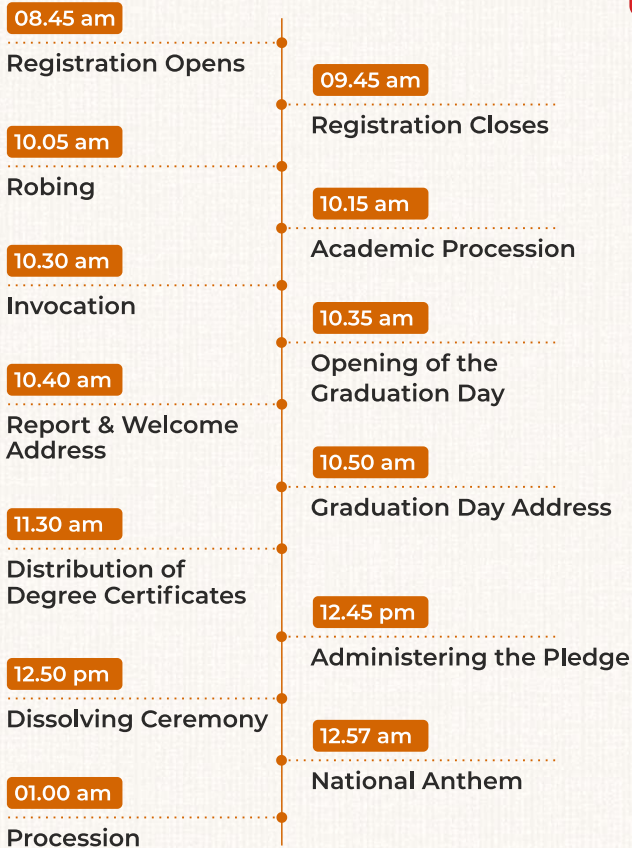 08.45 am
Registration Opens
09.45 am
Registration Closes
10.05 am
Robing
10.15 am
Academic Procession
10.30 am
Invocation
10.35 am
Opening of the
Graduation Day
10.40 am
Report & Welcome
Address
10.50 am
Graduation Day Address
11.30 am
Distribution of
Degree Certificates
12.45 pm
Administering the Pledge
12.50 pm
Dissolving Ceremony
12.57 am
National Anthem
01.00 am
Procession